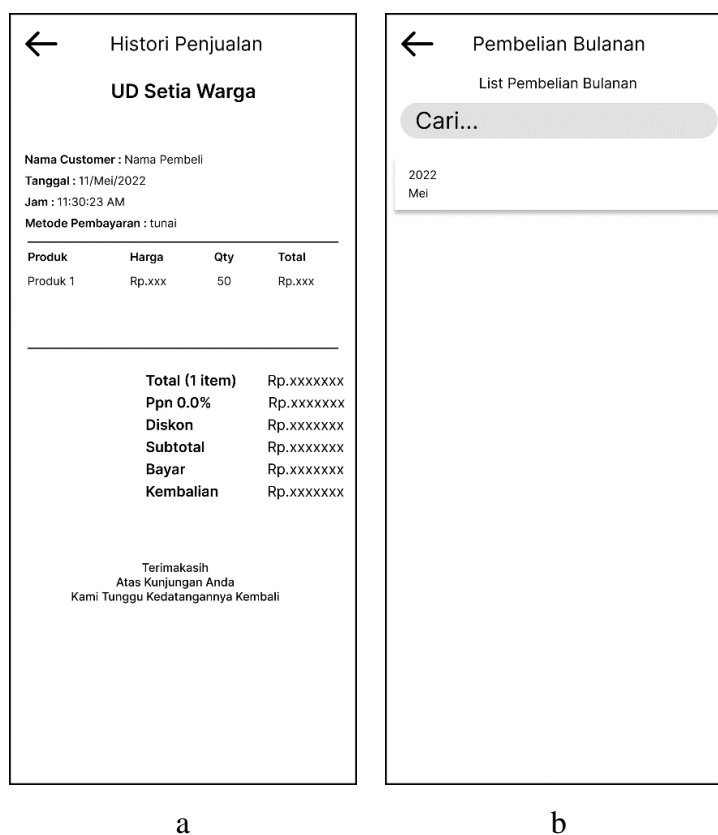 Histori Penjualan
UD Setia Warga
Nama Customer : Nama Pembeli
Tanggal : 11/Mei/2022
Jam : 11:30:23 AM
Metode Pembayaran : tunai
Produk Harga Qty Total
Produk 1 Rp.xxx 50 Rp.xxx
Total (1 item) Rp.xxxxxxx
Ppn 0.0% Rp.xxxxxxx
Diskon Rp.xxxxxxx
Subtotal Rp.xxxxxxx
Bayar Rp.xxxxxxx
Kembalian Rp.xxxxxxx
Terimakasih
Atas Kunjungan Anda
Kami Tunggu Kedatangannya Kembali
a
Pembelian Bulanan
List Pembelian Bulanan
Cari...
2022
Mei
b